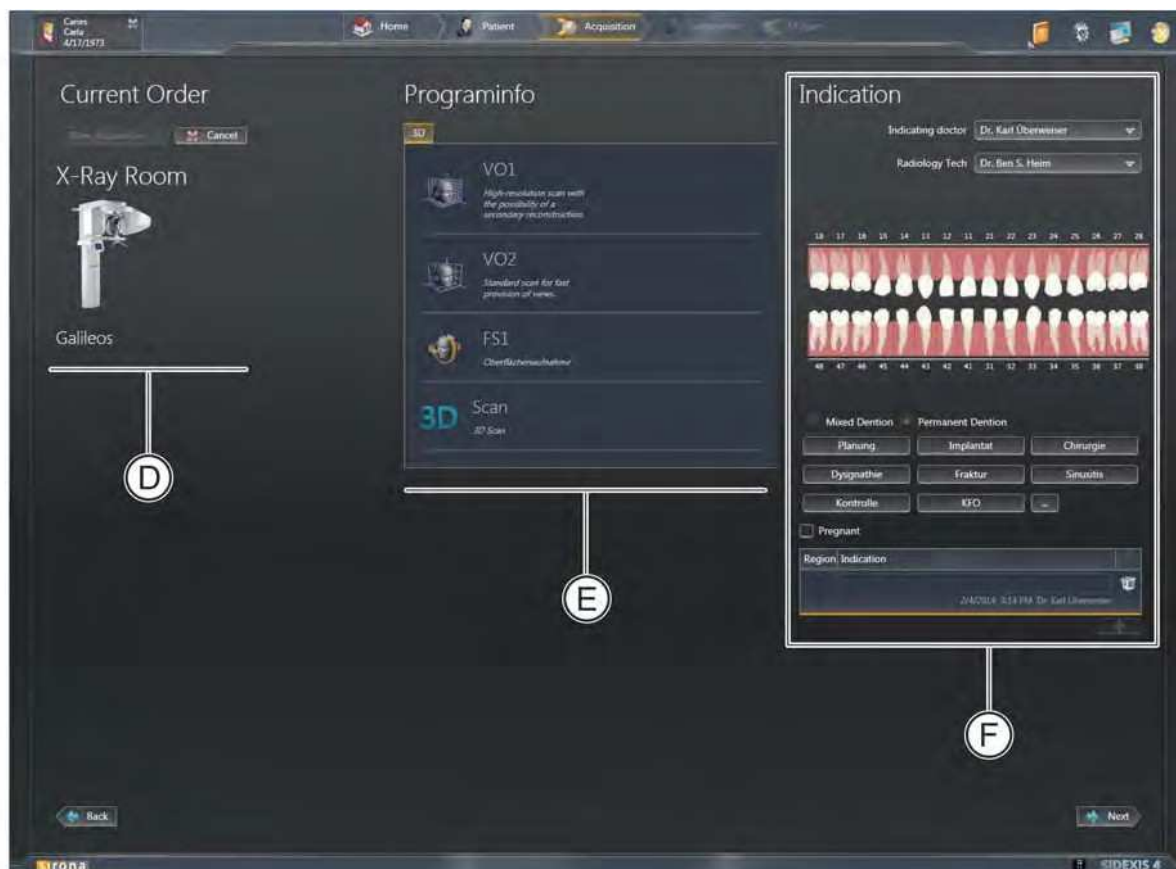 Caries
Carla
4/17/1973
Home
Patient
Acquisition
Current Order
Cancel
X-Ray Room
Galileos
D
Programinfo
3D
VO1
High-resolution scan with
the possibility of a
secondary reconstruction.
VO2
Standard scan for fast
provision of views.
FS1
Oberflächenaufnahme
3D
Scan
3D Scan
E
Indication
Indicating doctor Dr. Karl Überweiser
Radiology Tech Dr. Ben S. Heim
18 17 16 15 14 13 12 11 21 22 23 24 25 26 27 28
48 47 46 45 44 43 42 41 31 32 33 34 35 36 37 38
Mixed Dention Permanent Dention
Planung Implantat Chirurgie
Dysgnathie Fraktur Sinusitis
Kontrolle KFO ...
Pregnant
Region Indication
Dr. Karl Überweiser
F
Back
Next
sirona
SIDEXIS 4